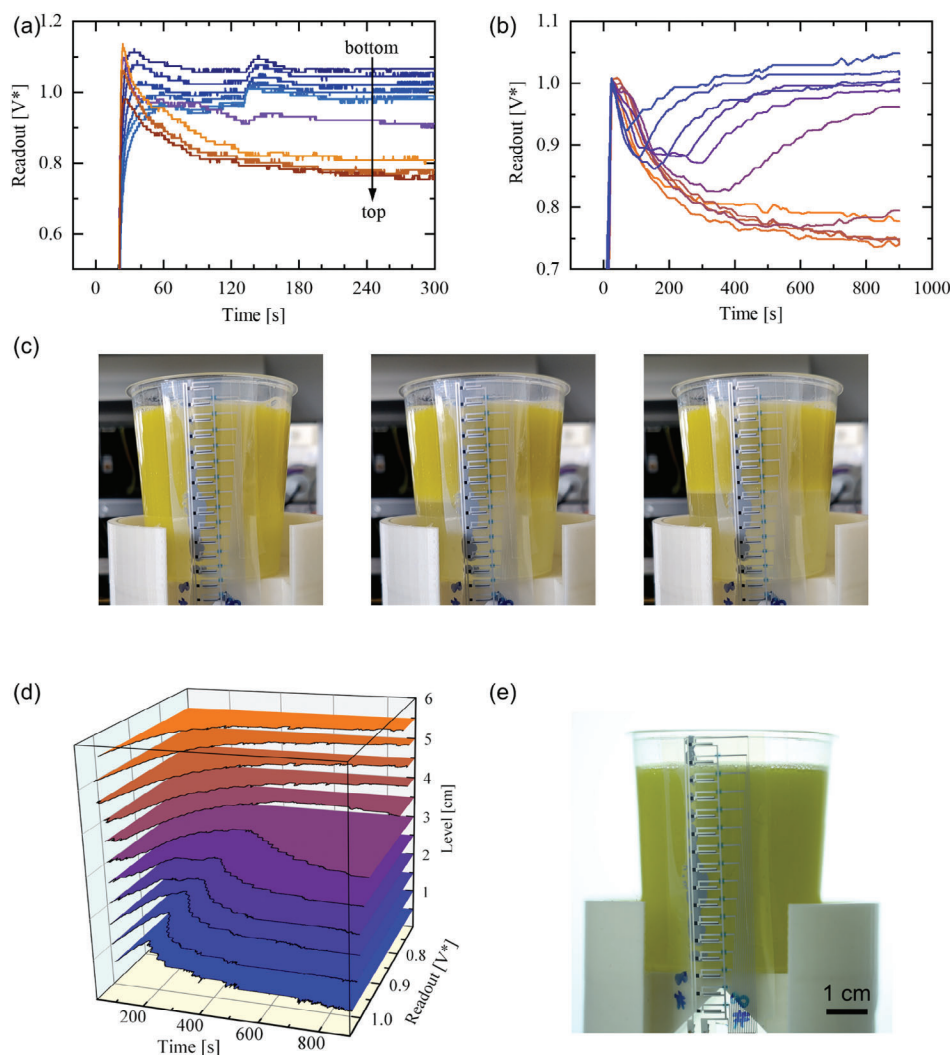 (a)
1.2
1.0
0.8
0.6
Readout [V*]
bottom
top
0
60
120
180
240
300
Time [s]
(b)
1.1
1.0
0.9
0.8
0.7
Readout [V*]
0
200
400
600
800
1000
Time [s]
(c)
(d)
6
5
4
3
2
1
Level [cm]
0.8
0.9
1.0
Readout [V*]
200
400
600
800
Time [s]
(e)
1 cm